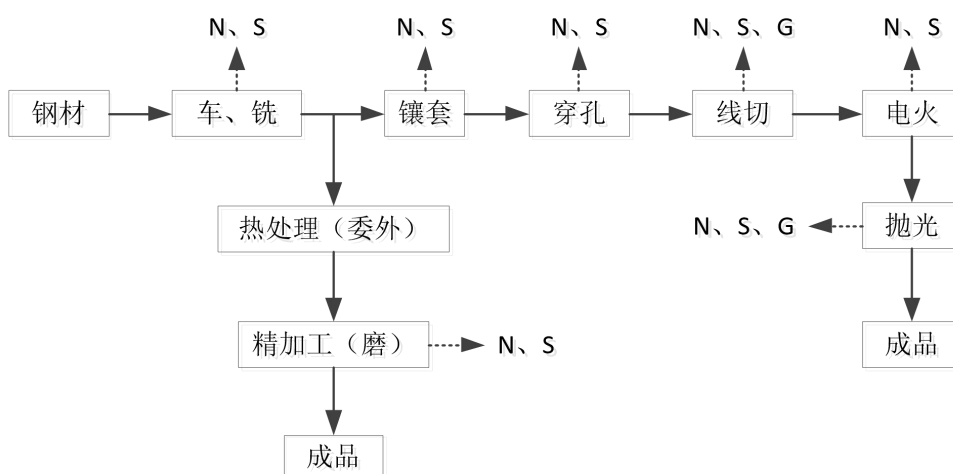 N、S
N、S
N、S
N、S、G
N、S
钢材
车、铣
镶套
穿孔
线切
电火
热处理（委外）
N、S、G
抛光
精加工（磨）
N、S
成品
成品